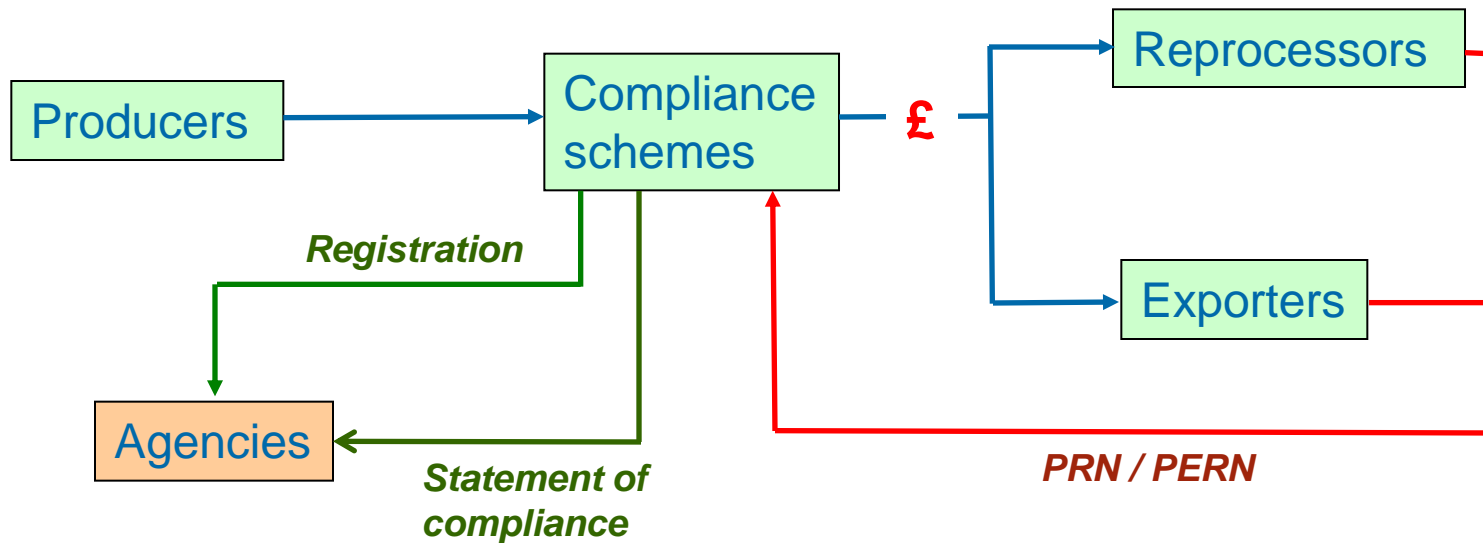 Reprocessors
Producers
Compliance
schemes
£
Registration
Exporters
Agencies
Statement of
compliance
PRN / PERN